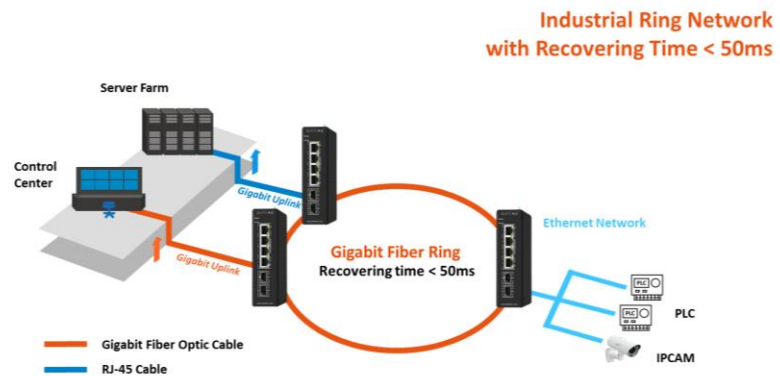 Industrial Ring Network
with Recovering Time < 50ms
Server Farm
Control
Center
Gigabit Uplink
Gigabit Uplink
Ethernet Network
Gigabit Fiber Ring
Recovering time < 50ms
PLC
PLC
PLC
IPCAM
Gigabit Fiber Optic Cable
RJ-45 Cable